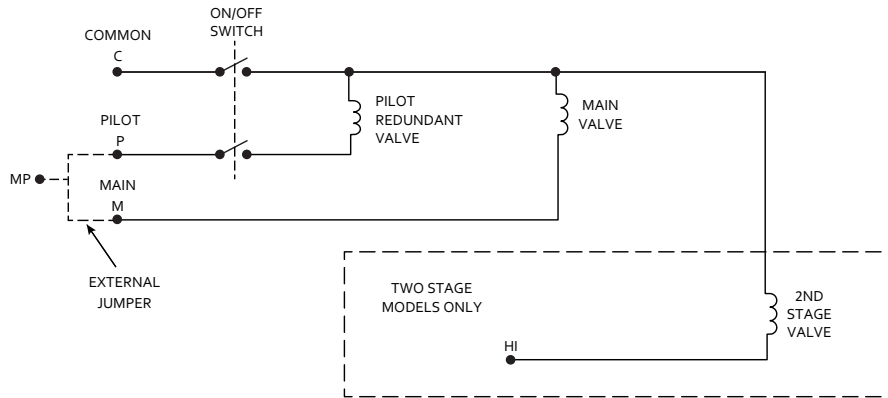 ON/OFF
SWITCH
COMMON
C
PILOT
REDUNDANT
VALVE
MAIN
VALVE
PILOT
P
MP
MAIN
M
EXTERNAL
JUMPER
TWO STAGE
MODELS ONLY
2ND
STAGE
VALVE
HI